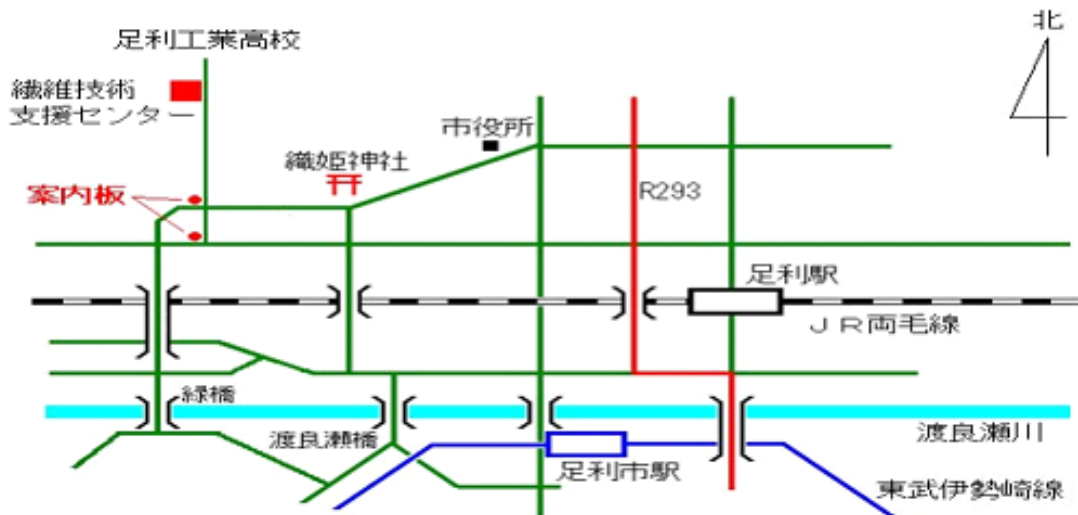 北
足利工業高校
繊維技術
支援センター
市役所
織姫神社
案内板
R293
足利駅
JR両毛線
緑橋
渡良瀬橋
渡良瀬川
足利市駅
東武伊勢崎線